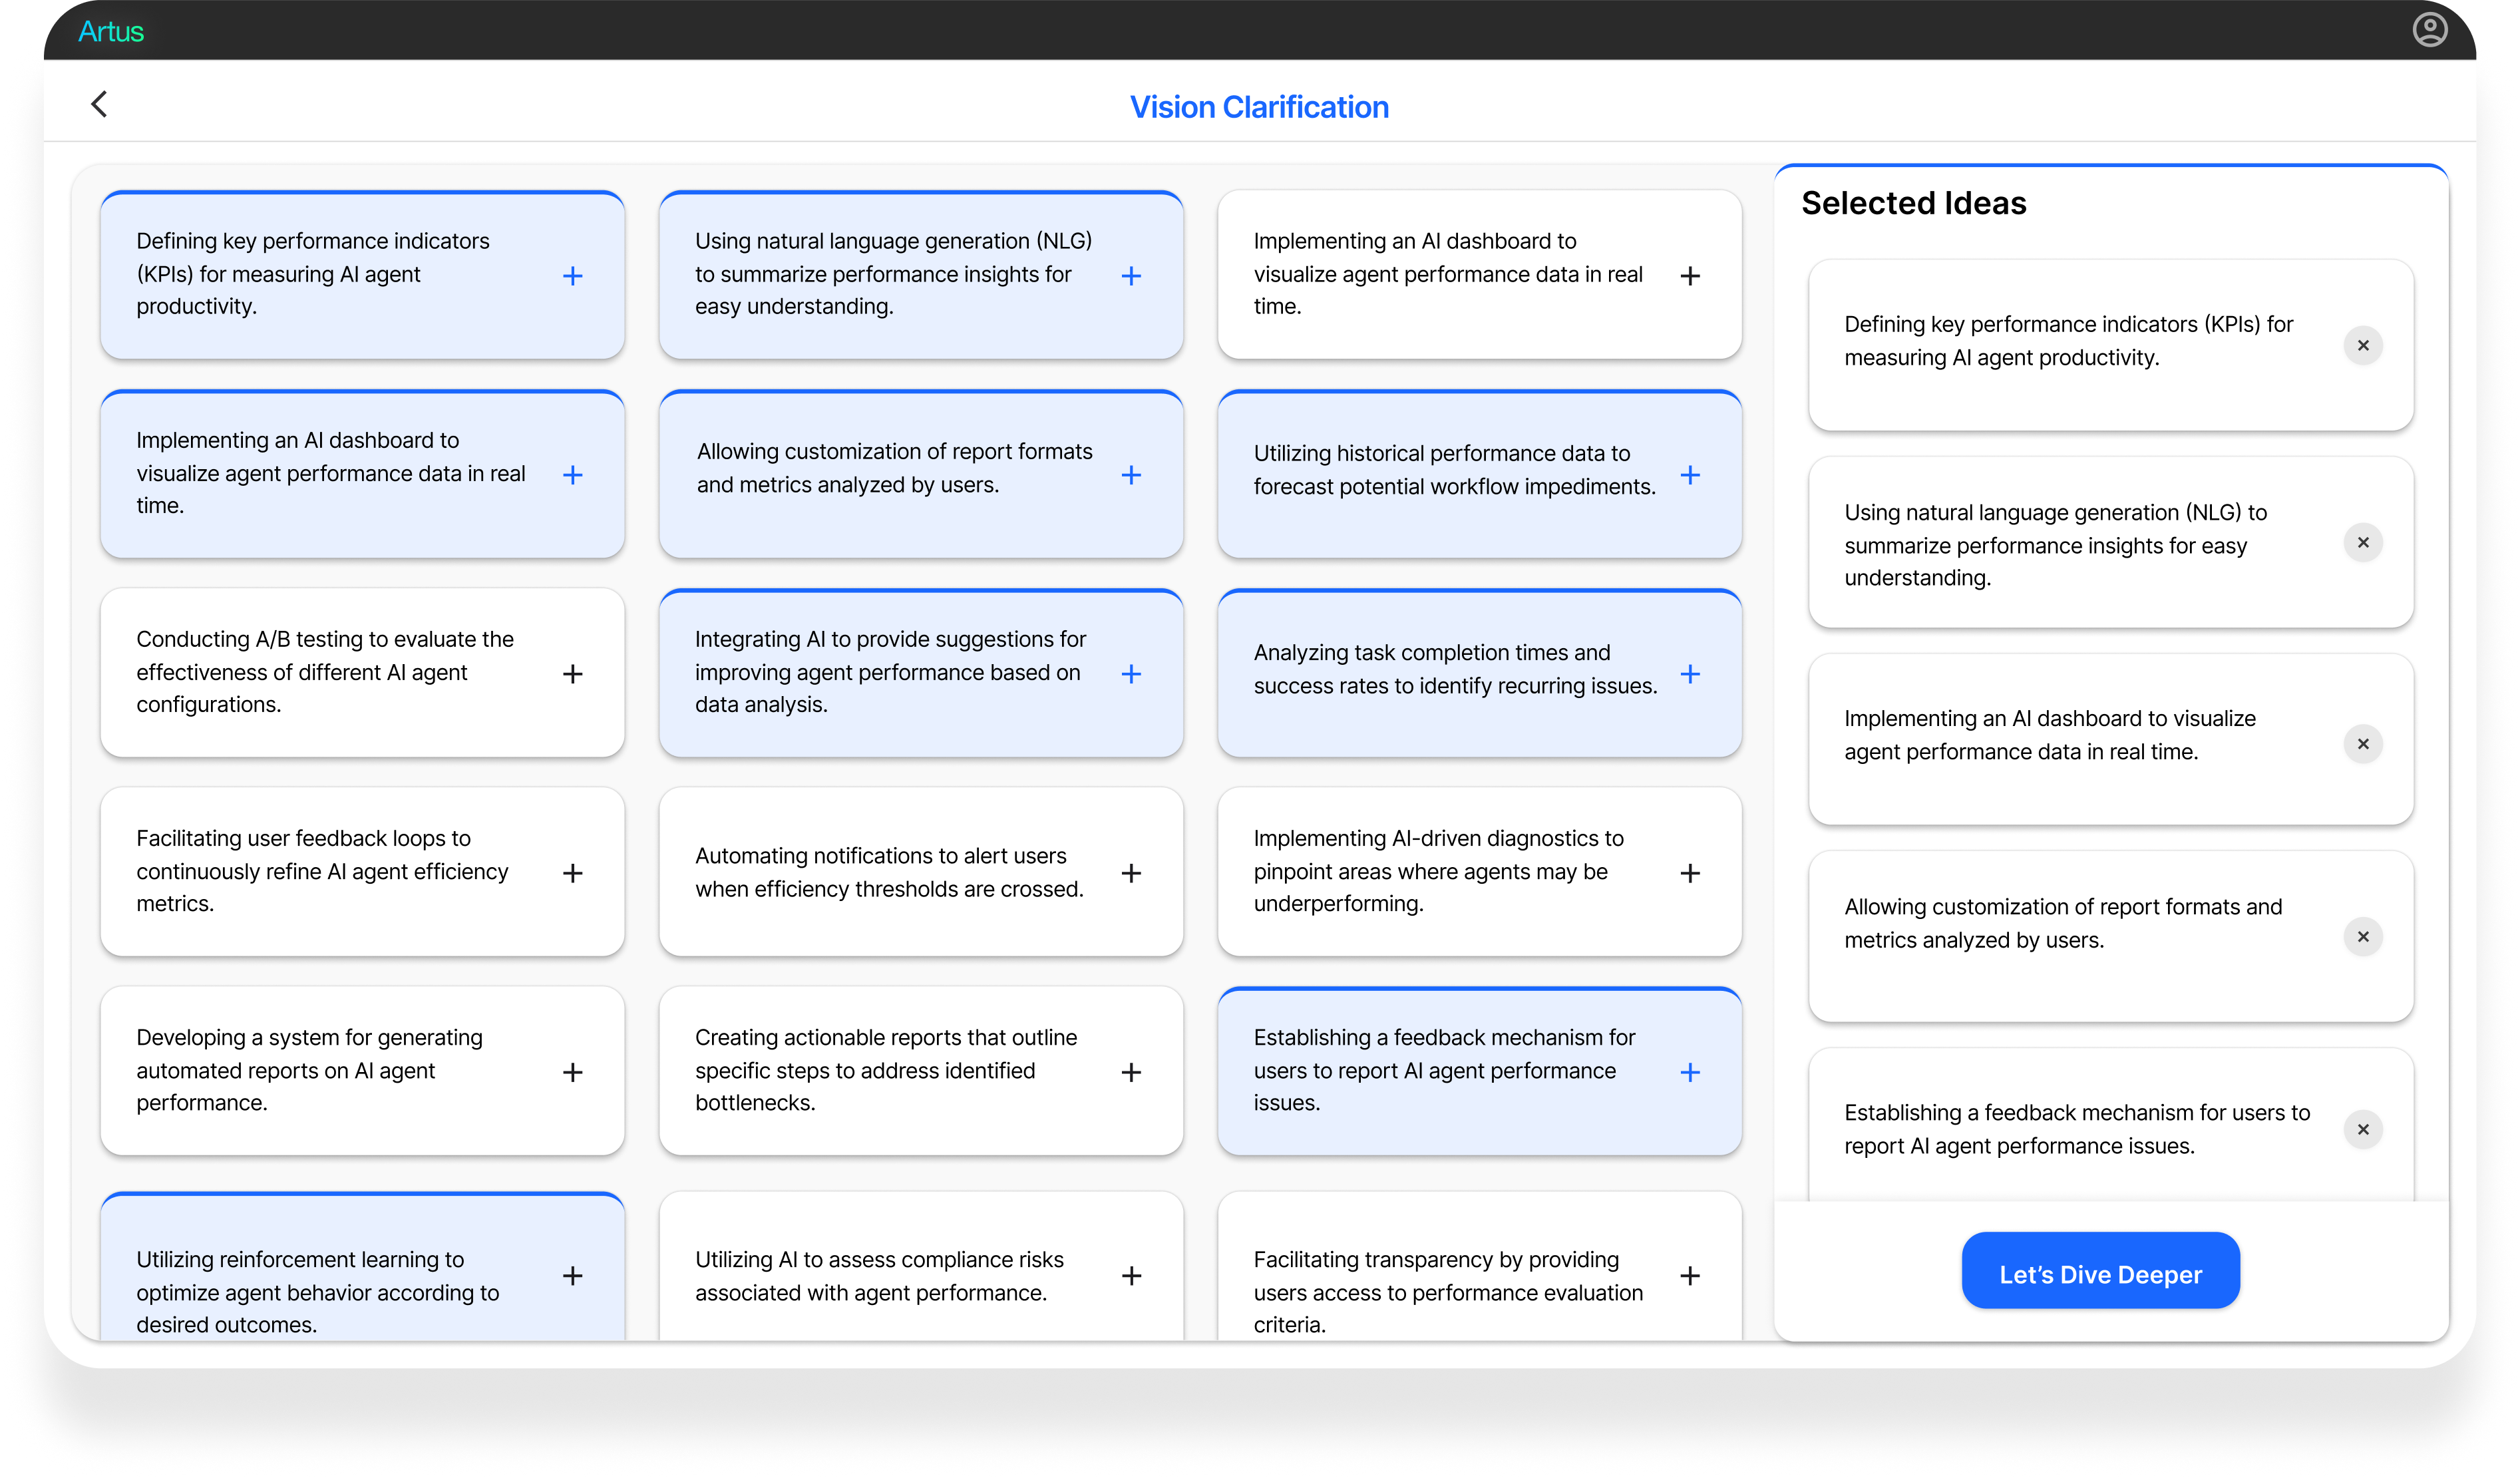 Artus
Vision Clarification
Defining key performance indicators
(KPIs) for measuring AI agent
productivity.
Using natural language generation (NLG)
to summarize performance insights for
easy understanding.
Implementing an AI dashboard to
visualize agent performance data in real
time.
Implementing an AI dashboard to
visualize agent performance data in real
time.
Allowing customization of report formats
and metrics analyzed by users.
Utilizing historical performance data to
forecast potential workflow impediments.
Conducting A/B testing to evaluate the
effectiveness of different AI agent
configurations.
Integrating AI to provide suggestions for
improving agent performance based on
data analysis.
Analyzing task completion times and
success rates to identify recurring issues.
Facilitating user feedback loops to
continuously refine AI agent efficiency
metrics.
Automating notifications to alert users
when efficiency thresholds are crossed.
Implementing AI-driven diagnostics to
pinpoint areas where agents may be
underperforming.
Developing a system for generating
automated reports on AI agent
performance.
Creating actionable reports that outline
specific steps to address identified
bottlenecks.
Establishing a feedback mechanism for
users to report AI agent performance
issues.
Utilizing reinforcement learning to
optimize agent behavior according to
desired outcomes.
Utilizing AI to assess compliance risks
associated with agent performance.
Facilitating transparency by providing
users access to performance evaluation
criteria.
Selected Ideas
Defining key performance indicators (KPIs) for
measuring AI agent productivity.
Using natural language generation (NLG) to
summarize performance insights for easy
understanding.
Implementing an AI dashboard to visualize
agent performance data in real time.
Allowing customization of report formats and
metrics analyzed by users.
Establishing a feedback mechanism for users to
report AI agent performance issues.
Let’s Dive Deeper